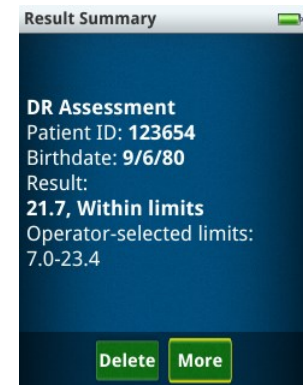 Result Summary
DR Assessment
Patient ID: 123654
Birthdate: 9/6/80
Result:
21.7, Within limits
Operator-selected limits:
7.0-23.4
Delete More